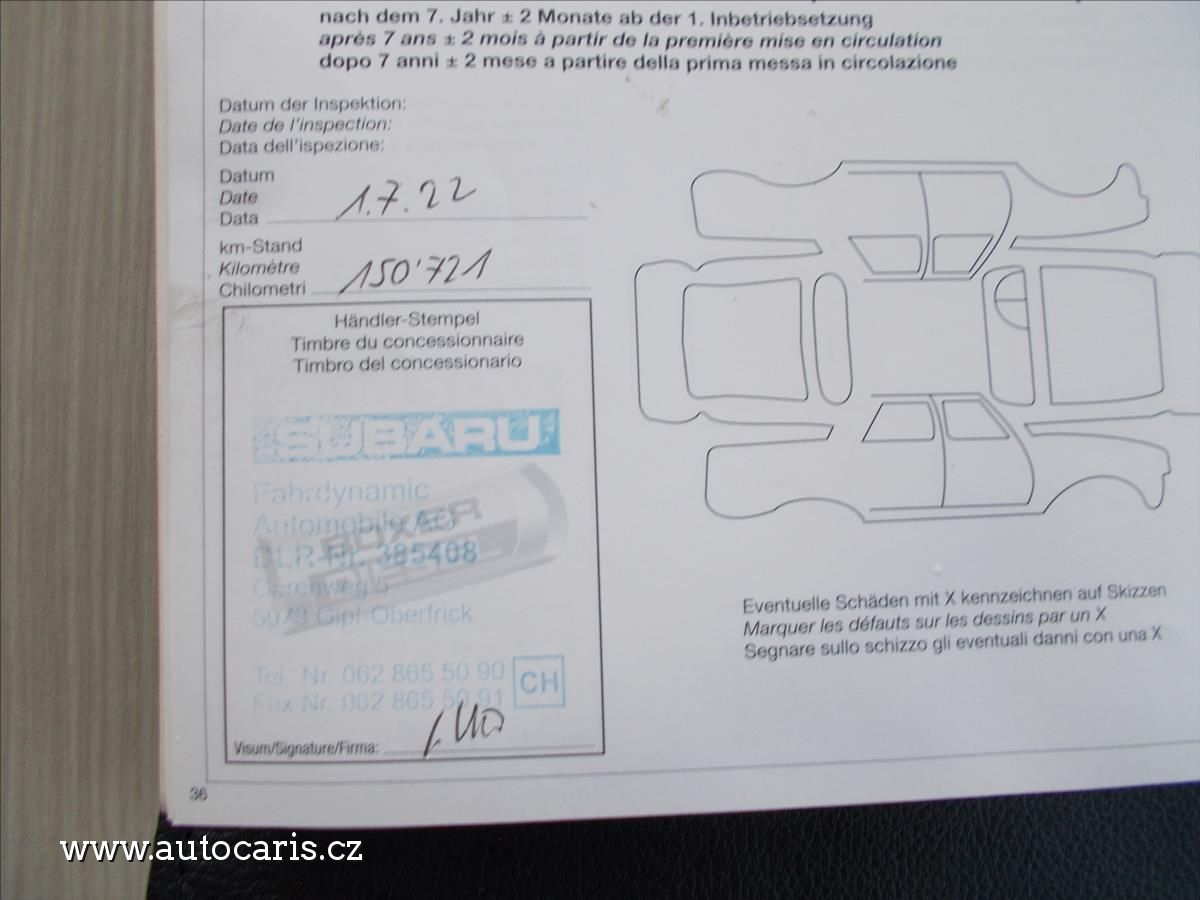 nach dem 7. Jahr ± 2 Monate ab der 1. Inbetriebsetzung
après 7 ans ± 2 mois à partir de la première mise en circulation
dopo 7 anni ± 2 mese a partire della prima messa in circolazione
Datum der Inspektion:
Date de l'inspection:
Data dell'ispezione:
Datum
Date
Data
1.7.22
km-Stand
Kilomètre
Chilometri
150'721
Händler-Stempel
Timbre du concessionnaire
Timbro del concessionario
SUBARU
Fahrdynamic
Automobile AG
BOXER
DLR-Nr. 385408
DIESEL
5073 Gipf-Oberfrick
Tel. Nr. 062 865 50 90
Fax Nr. 062 865 50 91
CH
Visum/Signature/Firma:
Eventuelle Schäden mit X kennzeichnen auf Skizzen
Marquer les défauts sur les dessins par un X
Segnare sullo schizzo gli eventuali danni con una X
36
www.autocaris.cz